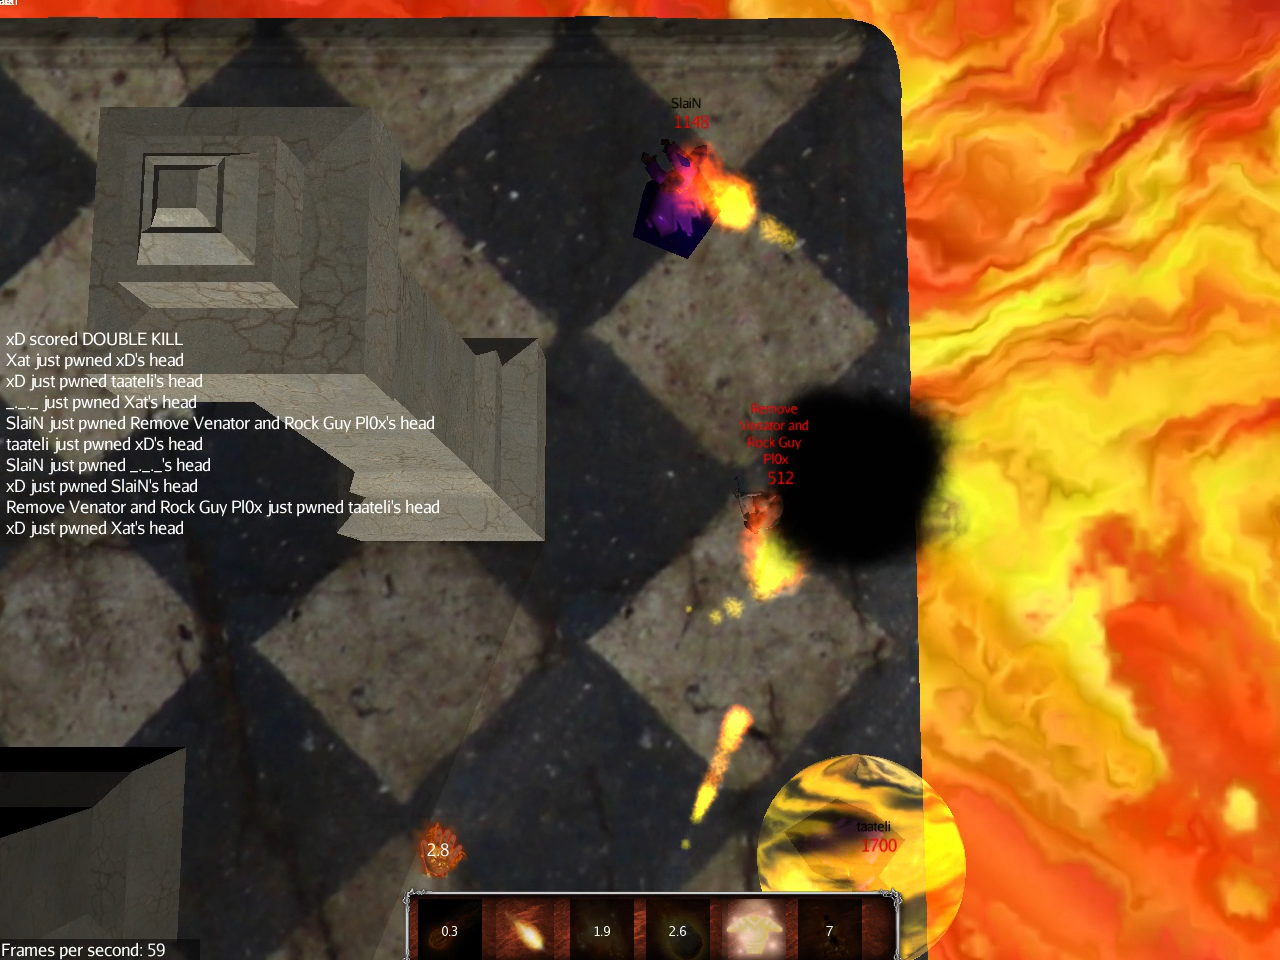 SlaiN
1148
xD scored DOUBLE KILL
Xat just pwned xD's head
xD just pwned taateli's head
_._._ just pwned Xat's head
SlaiN just pwned Remove Venator and Rock Guy Pl0x's head
taateli just pwned xD's head
SlaiN just pwned _._._'s head
xD just pwned SlaiN's head
Remove Venator and Rock Guy Pl0x just pwned taateli's head
xD just pwned Xat's head
Remove
Venator and
Rock Guy
Pl0x
512
taateli
1700
2.8
0.3
1.9
2.6
7
Frames per second: 59